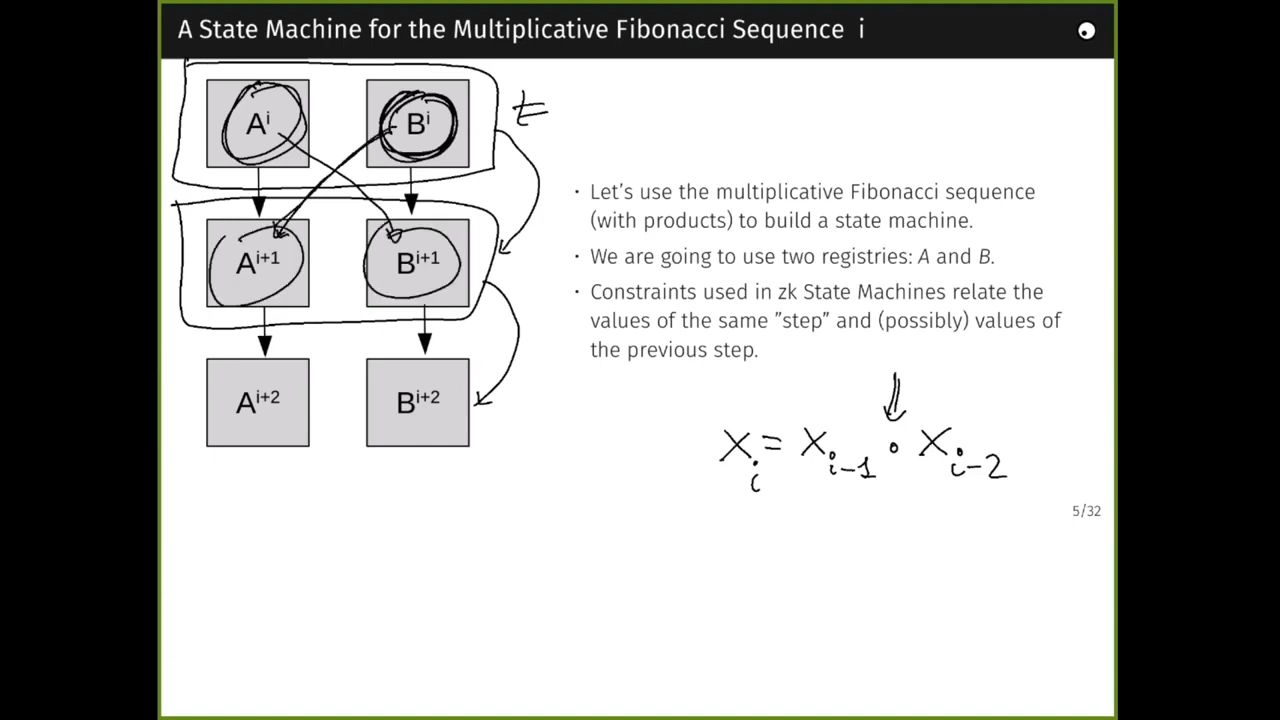 A State Machine for the Multiplicative Fibonacci Sequence i
A^i B^i
t
A^{i+1} B^{i+1}
A^{i+2} B^{i+2}
· Let's use the multiplicative Fibonacci sequence
(with products) to build a state machine.
· We are going to use two registries: A and B.
· Constraints used in zk State Machines relate the
values of the same ”step” and (possibly) values of
the previous step.
X_i = X_{i-1} · X_{i-2}
5/32